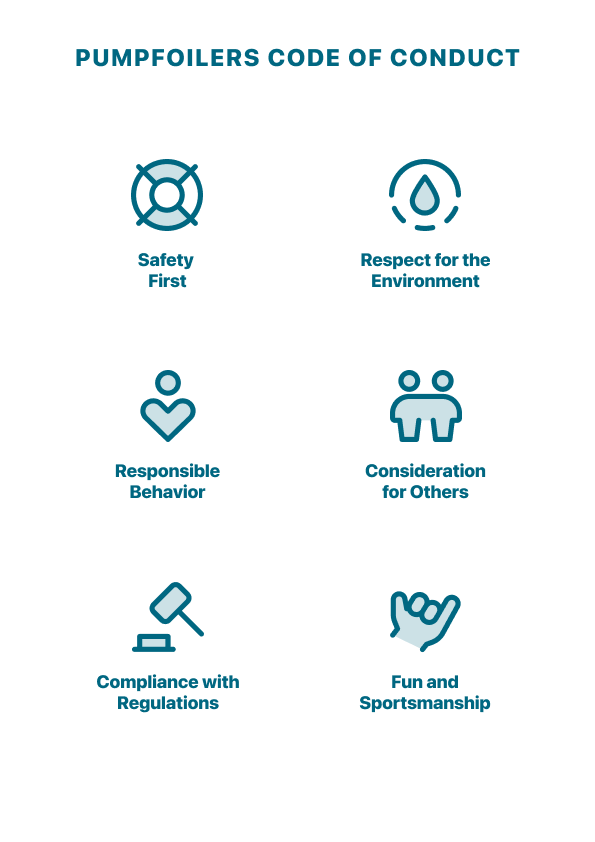 PUMPFOILERS CODE OF CONDUCT
Safety
First
Respect for the
Environment
Responsible
Behavior
Consideration
for Others
Compliance with
Regulations
Fun and
Sportsmanship